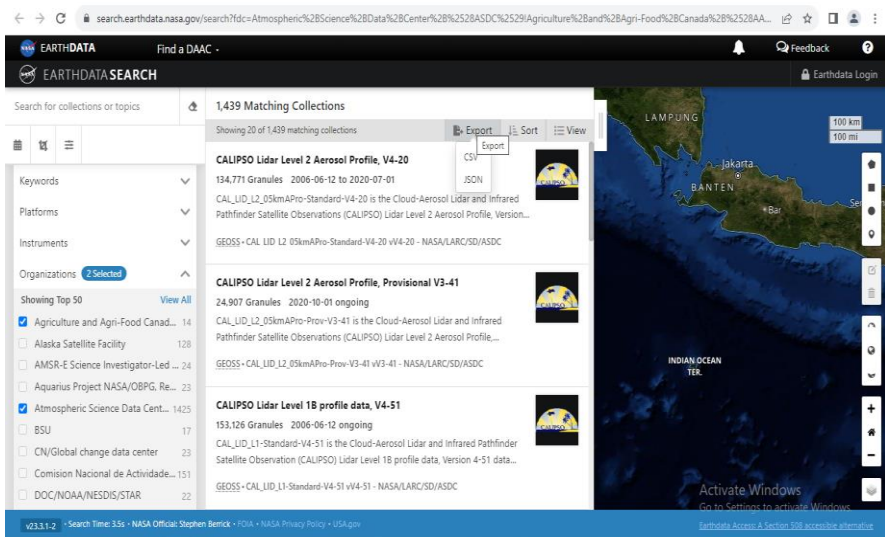 search.earthdata.nasa.gov/search?fdc=Atmospheric%2BScience%2BData%2BCenter%2B%2528ASDC%2529!Agriculture%2Band%2BAgri-Food%2BCanada%2B%2528AA...
EARTHDATA
Find a DAAC
Feedback
EARTHDATA SEARCH
Earthdata Login
Search for collections or topics
Keywords
Platforms
Instruments
Organizations 2 Selected
Showing Top 50 View All
Agriculture and Agri-Food Canad... 14
Alaska Satellite Facility 128
AMSR-E Science Investigator-Led ... 24
Aquarius Project NASA/OBPG, Re... 23
Atmospheric Science Data Cent... 1425
BSU 17
CN/Global change data center 23
Comision Nacional de Actividade... 151
DOC/NOAA/NESDIS/STAR 22
1,439 Matching Collections
Showing 20 of 1,439 matching collections
Export Sort View
Export
CSV
JSON
CALIPSO Lidar Level 2 Aerosol Profile, V4-20
134,771 Granules 2006-06-12 to 2020-07-01
CAL_LID_L2_05kmAPro-Standard-V4-20 is the Cloud-Aerosol Lidar and Infrared
Pathfinder Satellite Observations (CALIPSO) Lidar Level 2 Aerosol Profile, Version...
GEOSS • CAL_LID_L2_05kmAPro-Standard-V4-20 vV4-20 - NASA/LARC/SD/ASDC
CALIPSO
CALIPSO Lidar Level 2 Aerosol Profile, Provisional V3-41
24,907 Granules 2020-10-01 ongoing
CAL_LID_L2_05kmAPro-Prov-V3-41 is the Cloud-Aerosol Lidar and Infrared
Pathfinder Satellite Observations (CALIPSO) Lidar Level 2 Aerosol Profile,...
GEOSS • CAL_LID_L2_05kmAPro-Prov-V3-41 vV3-41 - NASA/LARC/SD/ASDC
CALIPSO
CALIPSO Lidar Level 1B profile data, V4-51
153,126 Granules 2006-06-12 ongoing
CAL_LID_L1-Standard-V4-51 is the Cloud-Aerosol Lidar and Infrared Pathfinder
Satellite Observation (CALIPSO) Lidar Level 1B profile data, Version 4-51 data...
GEOSS • CAL_LID_L1-Standard-V4-51 vV4-51 - NASA/LARC/SD/ASDC
CALIPSO
LAMPUNG
100 km
100 mi
Jakarta
BANTEN
Bar
INDIAN OCEAN
TER.
Activate Windows
Go to Settings to activate Windows.
v23.3.1-2 • Search Time: 3.5s • NASA Official: Stephen Berrick • FOIA • NASA Privacy Policy • USA.gov
Earthdata Access: A Section 508 accessible alternative